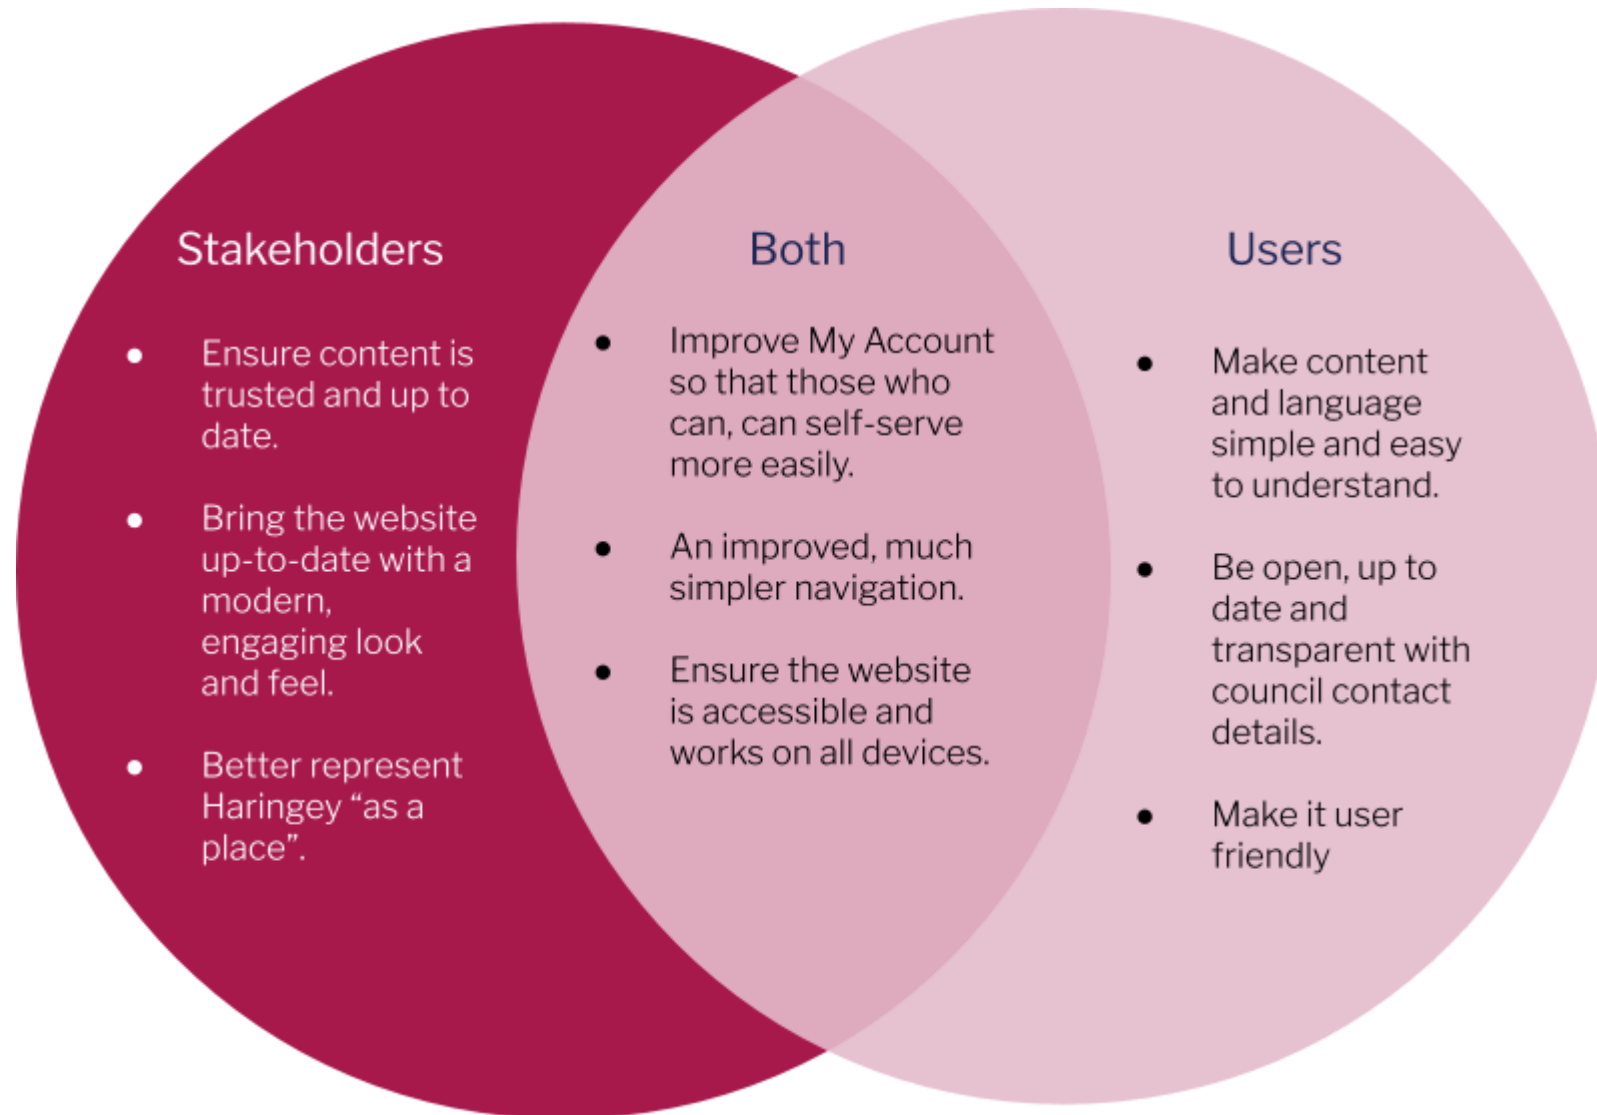 Stakeholders
● Ensure content is
trusted and up to
date.
● Bring the website
up-to-date with a
modern,
engaging look
and feel.
● Better represent
Haringey “as a
place”.
Both
● Improve My Account
so that those who
can, can self-serve
more easily.
● An improved, much
simpler navigation.
● Ensure the website
is accessible and
works on all devices.
Users
● Make content
and language
simple and easy
to understand.
● Be open, up to
date and
transparent with
council contact
details.
● Make it user
friendly